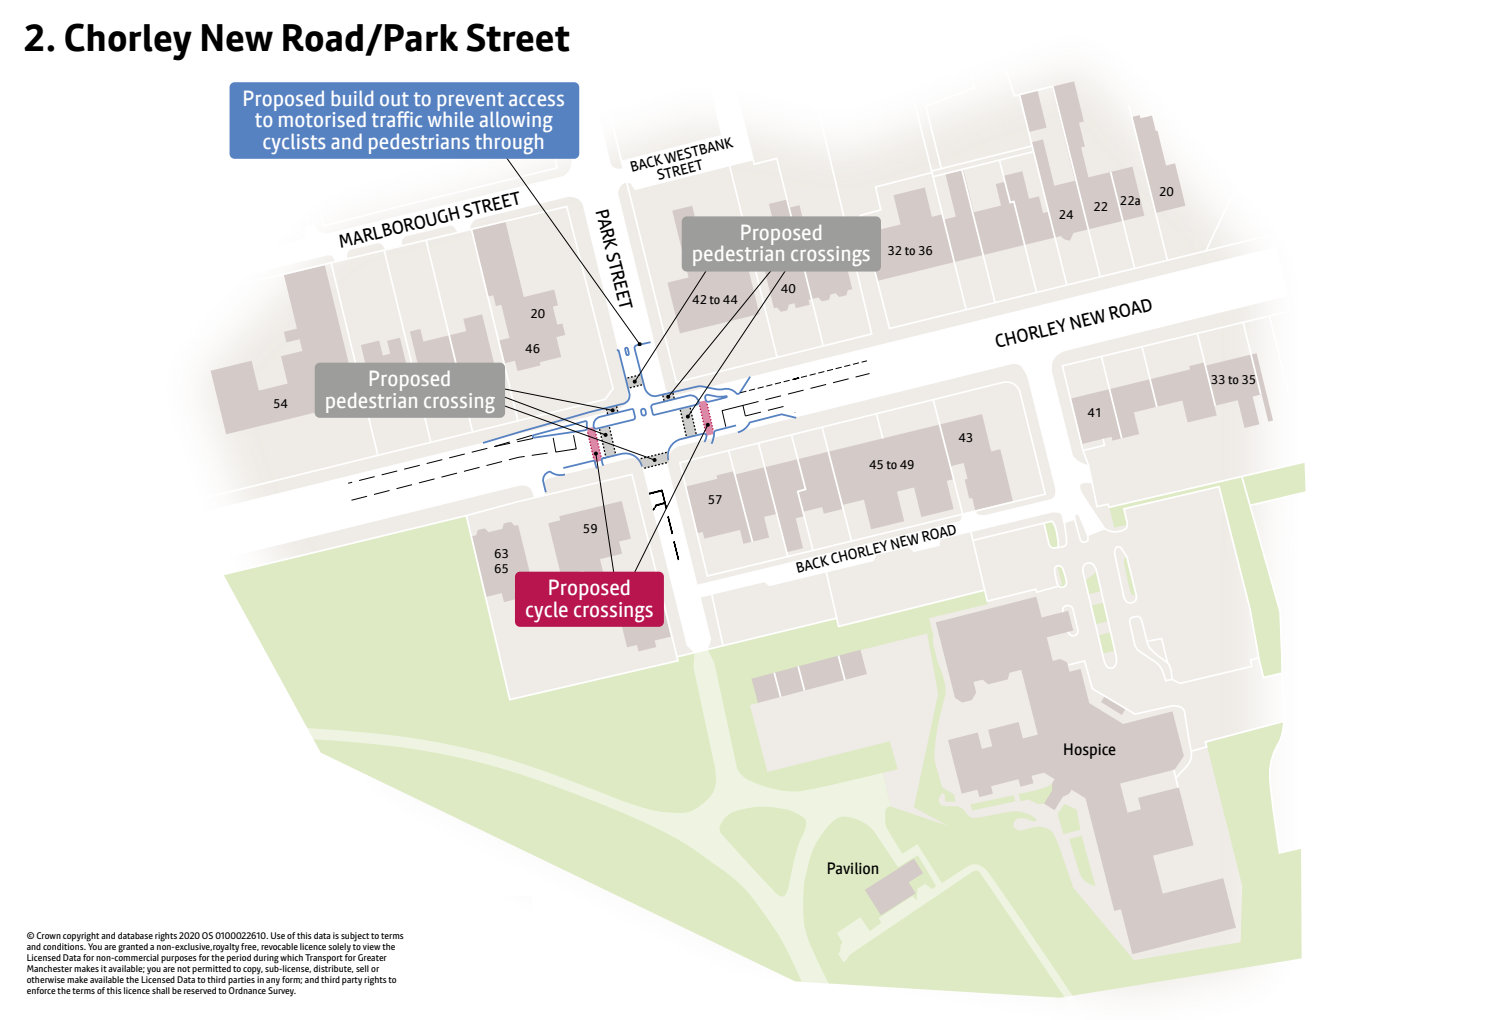 2. Chorley New Road/Park Street
Proposed build out to prevent access
to motorised traffic while allowing
cyclists and pedestrians through
BACK WESTBANK
STREET
MARLBOROUGH STREET
PARK STREET
Proposed
pedestrian crossings
20
22a
22
24
32 to 36
40
42 to 44
CHORLEY NEW ROAD
20
46
54
Proposed
pedestrian crossing
33 to 35
41
43
45 to 49
57
59
63
65
BACK CHORLEY NEW ROAD
Proposed
cycle crossings
Hospice
Pavilion
© Crown copyright and database rights 2020 OS 0100022610. Use of this data is subject to terms
and conditions. You are granted a non-exclusive,royalty free, revocable licence solely to view the
Licensed Data for non-commercial purposes for the period during which Transport for Greater
Manchester makes it available; you are not permitted to copy, sub-license, distribute, sell or
otherwise make available the Licensed Data to third parties in any form; and third party rights to
enforce the terms of this licence shall be reserved to Ordnance Survey.